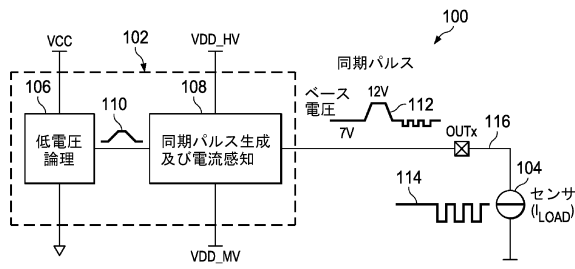 100
VCC
102
VDD_HV
同期パルス
106
110
108
ベース
電圧
12V
112
7V
低電圧
論理
同期パルス生成
及び電流感知
OUTx
116
104
114
センサ
(ILOAD)
VDD_MV